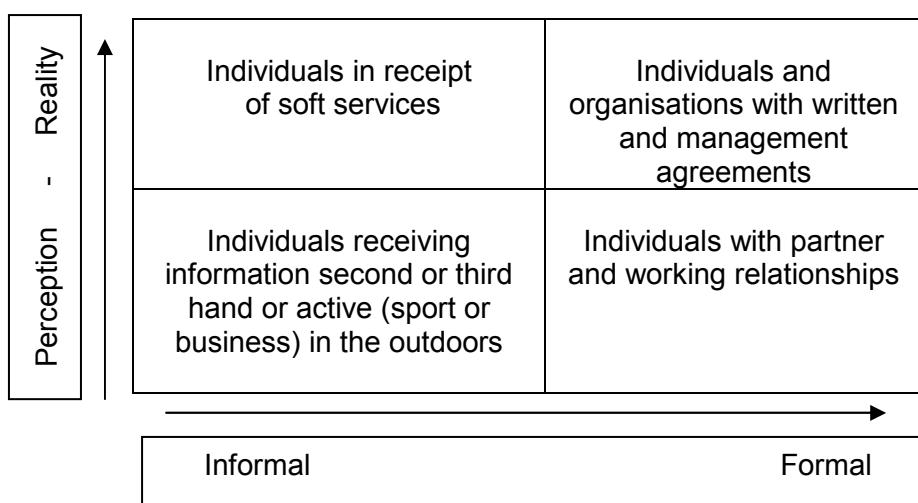 Perception - Reality
Individuals in receipt
of soft services
Individuals and
organisations with written
and management
agreements
Individuals receiving
information second or third
hand or active (sport or
business) in the outdoors
Individuals with partner
and working relationships
Informal Formal